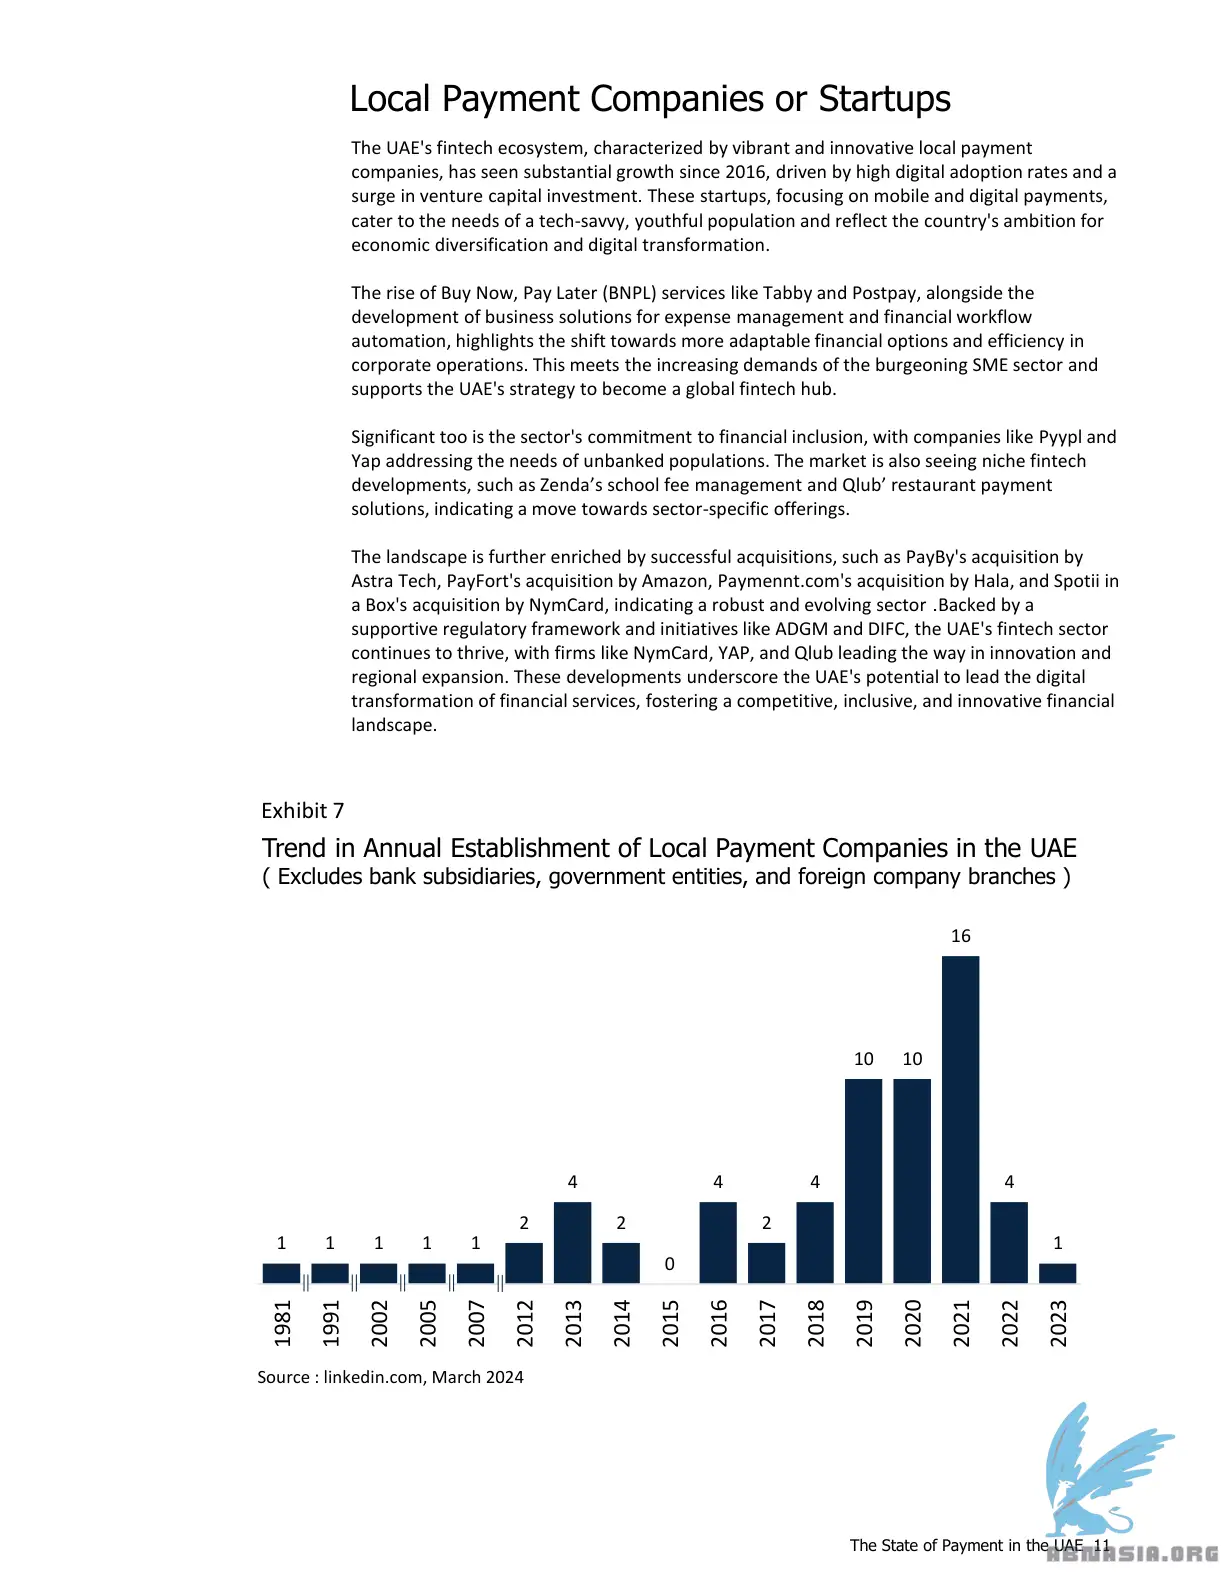 Local Payment Companies or Startups
The UAE's fintech ecosystem, characterized by vibrant and innovative local payment
companies, has seen substantial growth since 2016, driven by high digital adoption rates and a
surge in venture capital investment. These startups, focusing on mobile and digital payments,
cater to the needs of a tech-savvy, youthful population and reflect the country's ambition for
economic diversification and digital transformation.
The rise of Buy Now, Pay Later (BNPL) services like Tabby and Postpay, alongside the
development of business solutions for expense management and financial workflow
automation, highlights the shift towards more adaptable financial options and efficiency in
corporate operations. This meets the increasing demands of the burgeoning SME sector and
supports the UAE's strategy to become a global fintech hub.
Significant too is the sector's commitment to financial inclusion, with companies like Pyypl and
Yap addressing the needs of unbanked populations. The market is also seeing niche fintech
developments, such as Zenda’s school fee management and Qlub’ restaurant payment
solutions, indicating a move towards sector-specific offerings.
The landscape is further enriched by successful acquisitions, such as PayBy's acquisition by
Astra Tech, PayFort's acquisition by Amazon, Paymennt.com's acquisition by Hala, and Spotii in
a Box's acquisition by NymCard, indicating a robust and evolving sector .Backed by a
supportive regulatory framework and initiatives like ADGM and DIFC, the UAE's fintech sector
continues to thrive, with firms like NymCard, YAP, and Qlub leading the way in innovation and
regional expansion. These developments underscore the UAE's potential to lead the digital
transformation of financial services, fostering a competitive, inclusive, and innovative financial
landscape.
Exhibit 7
Trend in Annual Establishment of Local Payment Companies in the UAE
( Excludes bank subsidiaries, government entities, and foreign company branches )
1 1 1 1 1 2 4 2 0 4 2 4 10 10 16 4 1
1981 1991 2002 2005 2007 2012 2013 2014 2015 2016 2017 2018 2019 2020 2021 2022 2023
Source : linkedin.com, March 2024
The State of Payment in the UAE 11
ABNASIA.ORG